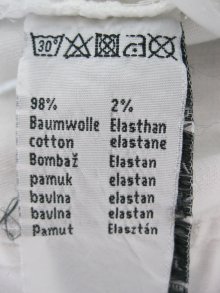 30
98% 2%
Baumwolle Elasthan
cotton elastane
Bombaž Elastan
pamuk elastan
bavlna elastan
bavlna elastan
Pamut Elasztán